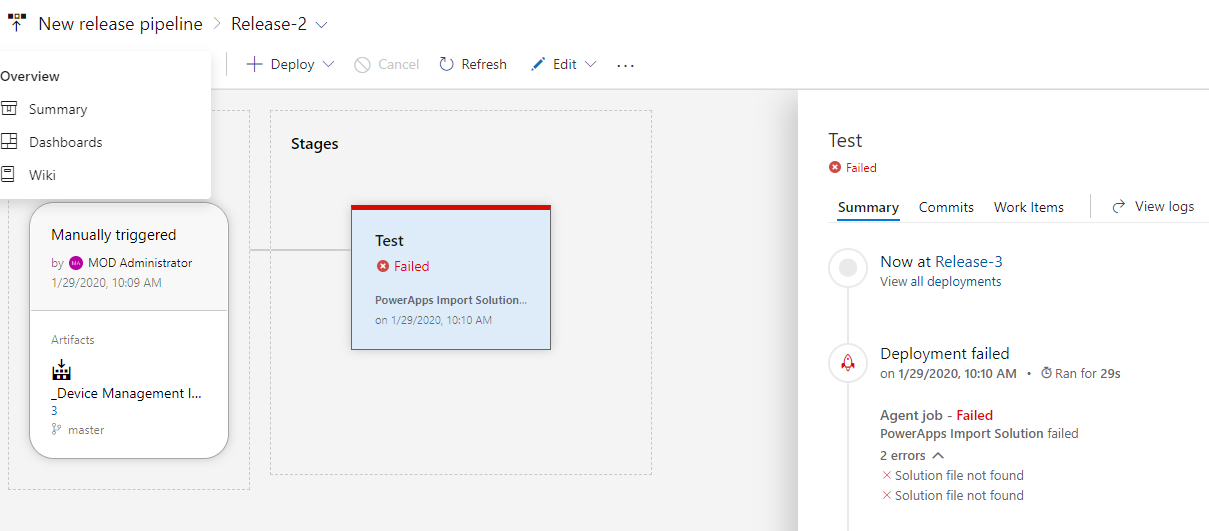 New release pipeline > Release-2
Deploy Cancel Refresh Edit ...
Overview
Summary
Dashboards
Wiki
Manually triggered
by MA MOD Administrator
1/29/2020, 10:09 AM
Artifacts
_Device Management I...
3
master
Stages
Test
Failed
PowerApps Import Solution...
on 1/29/2020, 10:10 AM
Test
Failed
Summary Commits Work Items View logs
Now at Release-3
View all deployments
Deployment failed
on 1/29/2020, 10:10 AM • Ran for 29s
Agent job - Failed
PowerApps Import Solution failed
2 errors
Solution file not found
Solution file not found